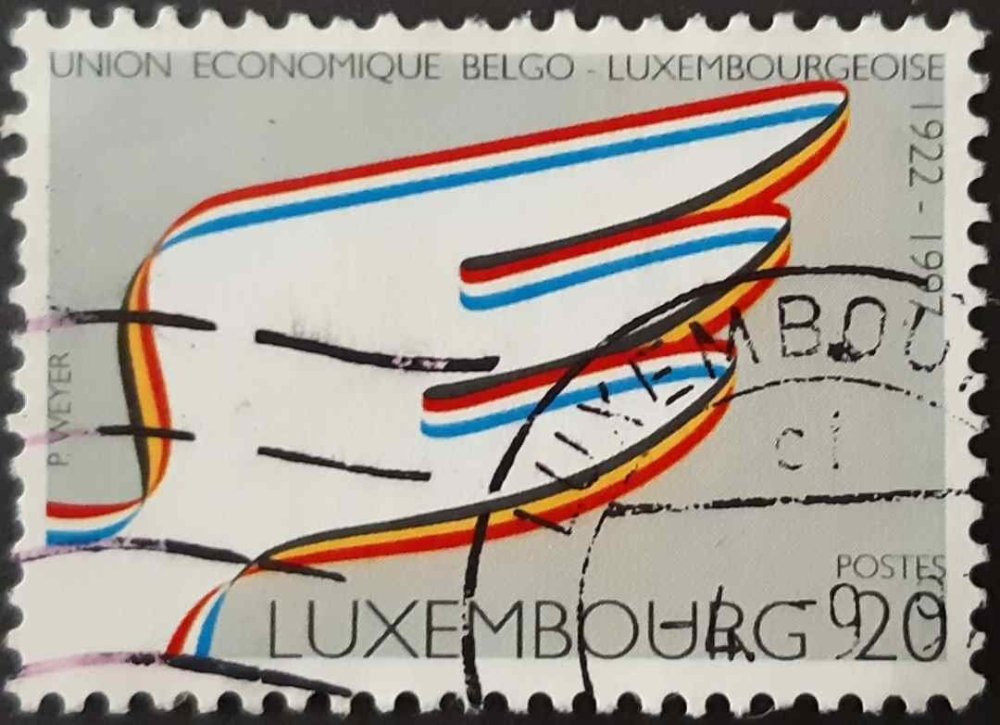 UNION ECONOMIQUE BELGO - LUXEMBOURGEOISE
1922 - 1997
P. WEYER
POSTES
LUXEMBOURG 20